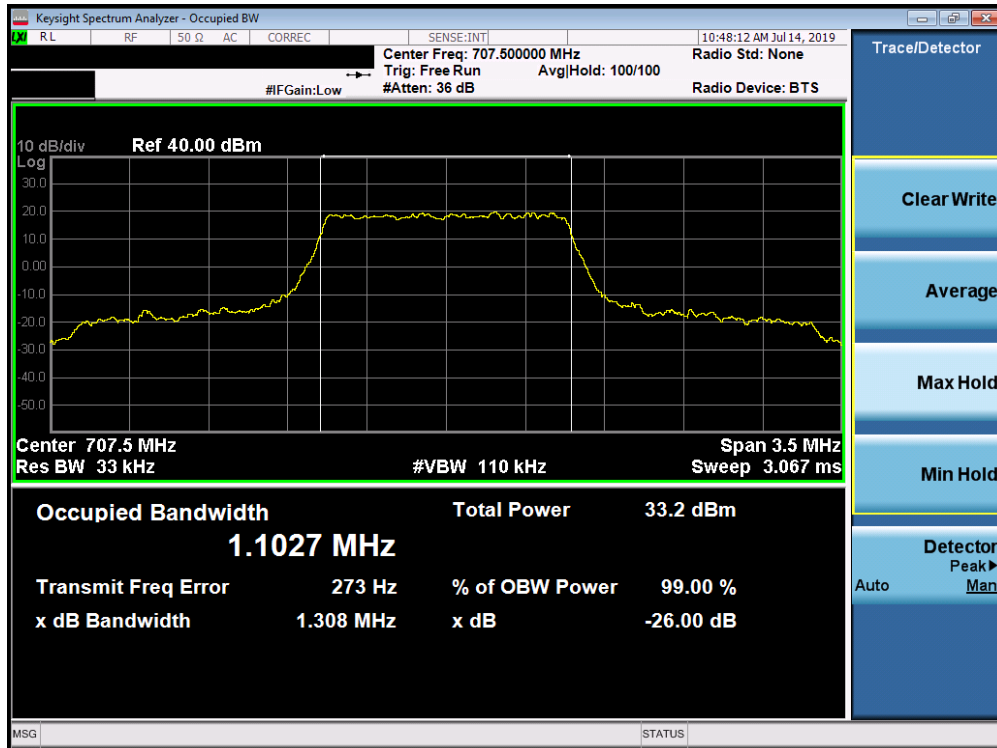 Keysight Spectrum Analyzer - Occupied BW
LXI RL RF 50 Ω AC CORREC SENSE:INT 10:48:12 AM Jul 14, 2019
Center Freq: 707.500000 MHz Radio Std: None
Trig: Free Run Avg|Hold: 100/100
#IFGain:Low #Atten: 36 dB Radio Device: BTS
Trace/Detector
10 dB/div Ref 40.00 dBm
Log
30.0
20.0
10.0
0.00
-10.0
-20.0
-30.0
-40.0
-50.0
Center 707.5 MHz Span 3.5 MHz
Res BW 33 kHz #VBW 110 kHz Sweep 3.067 ms
Occupied Bandwidth Total Power 33.2 dBm
1.1027 MHz
Transmit Freq Error 273 Hz % of OBW Power 99.00 %
x dB Bandwidth 1.308 MHz x dB -26.00 dB
Clear Write
Average
Max Hold
Min Hold
Detector
Peak▶
Auto Man
MSG STATUS